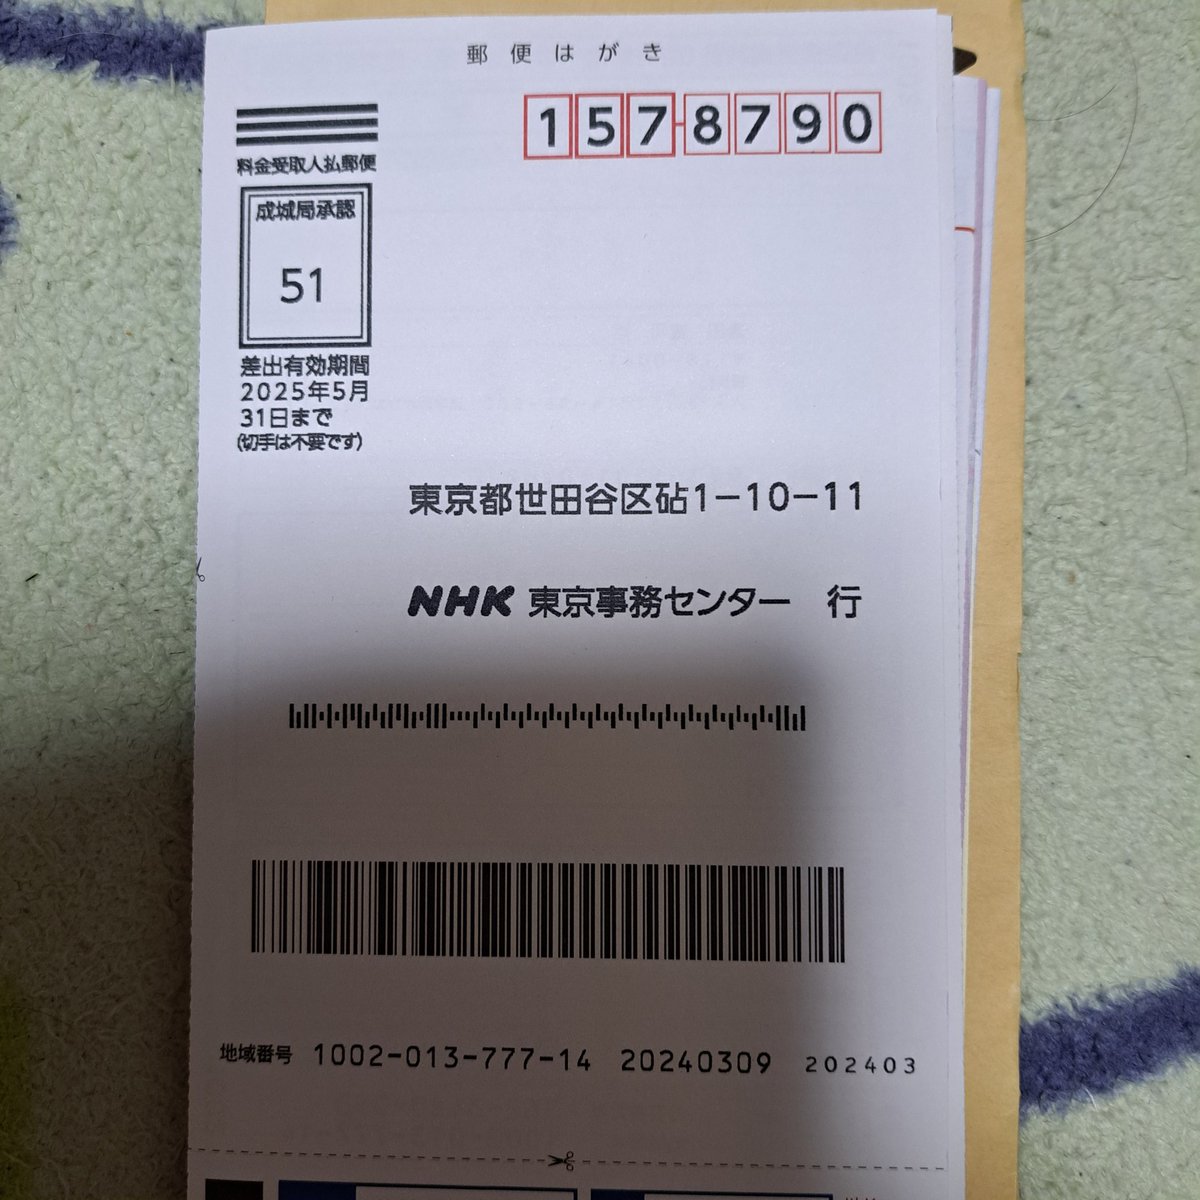 郵便はがき
1578790
料金受取人払郵便
成城局承認
51
差出有効期間
2025年5月
31日まで
(切手は不要です)
東京都世田谷区砧1-10-11
NHK 東京事務センター 行
地域番号 1002-013-777-14 20240309 202403